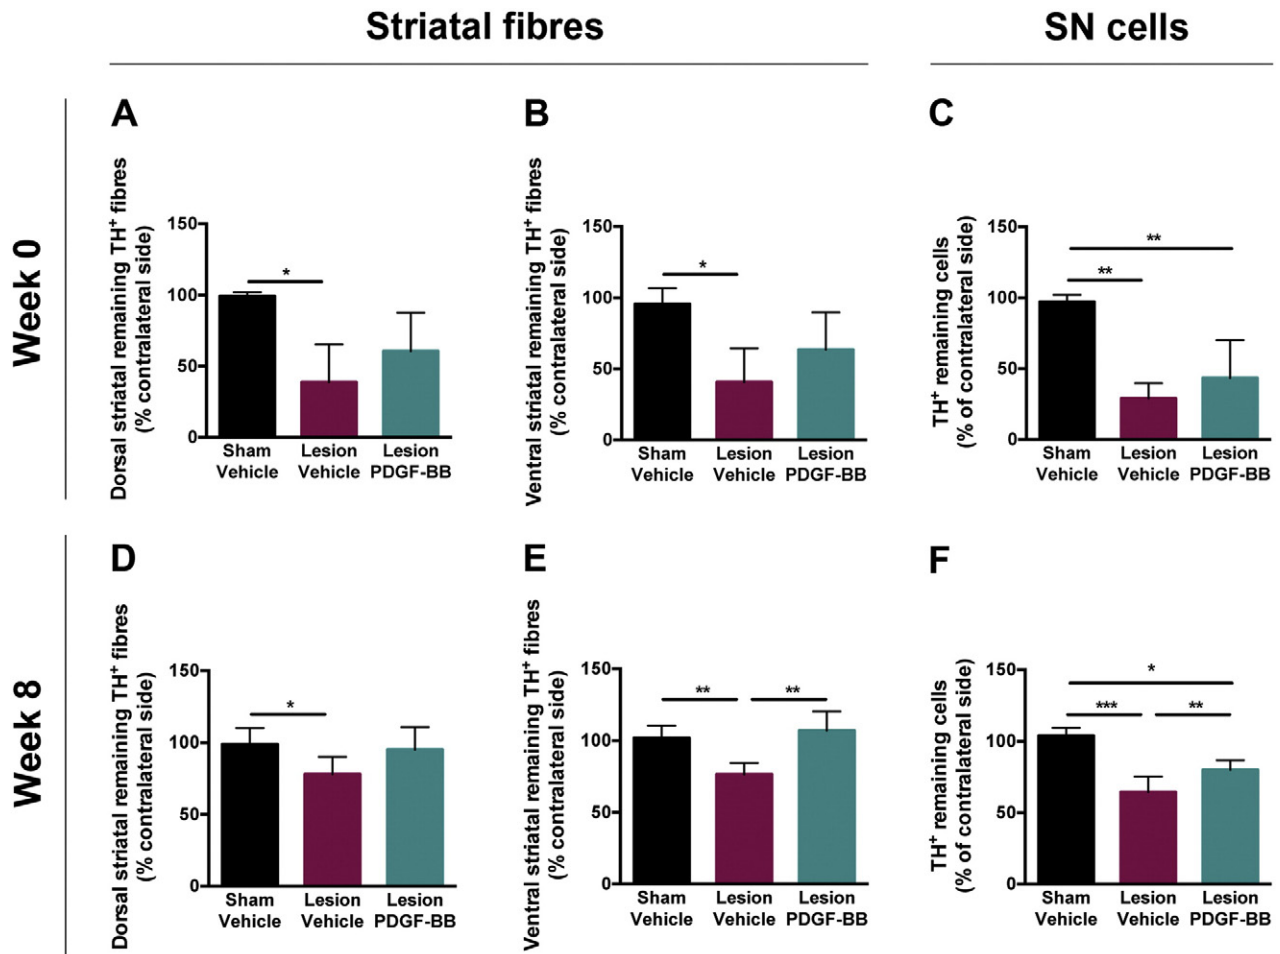 Striatal fibres
SN cells
Week 0
A
Dorsal striatal remaining TH⁺ fibres
(% contralateral side)
150
100
50
0
*
Sham
Vehicle
Lesion
Vehicle
Lesion
PDGF-BB
B
Ventral striatal remaining TH⁺ fibres
(% contralateral side)
150
100
50
0
*
Sham
Vehicle
Lesion
Vehicle
Lesion
PDGF-BB
C
TH⁺ remaining cells
(% of contralateral side)
150
100
50
0
**
**
Sham
Vehicle
Lesion
Vehicle
Lesion
PDGF-BB
Week 8
D
Dorsal striatal remaining TH⁺ fibres
(% contralateral side)
150
100
50
0
*
Sham
Vehicle
Lesion
Vehicle
Lesion
PDGF-BB
E
Ventral striatal remaining TH⁺ fibres
(% contralateral side)
150
100
50
0
**
**
Sham
Vehicle
Lesion
Vehicle
Lesion
PDGF-BB
F
TH⁺ remaining cells
(% of contralateral side)
150
100
50
0
*
***
**
Sham
Vehicle
Lesion
Vehicle
Lesion
PDGF-BB